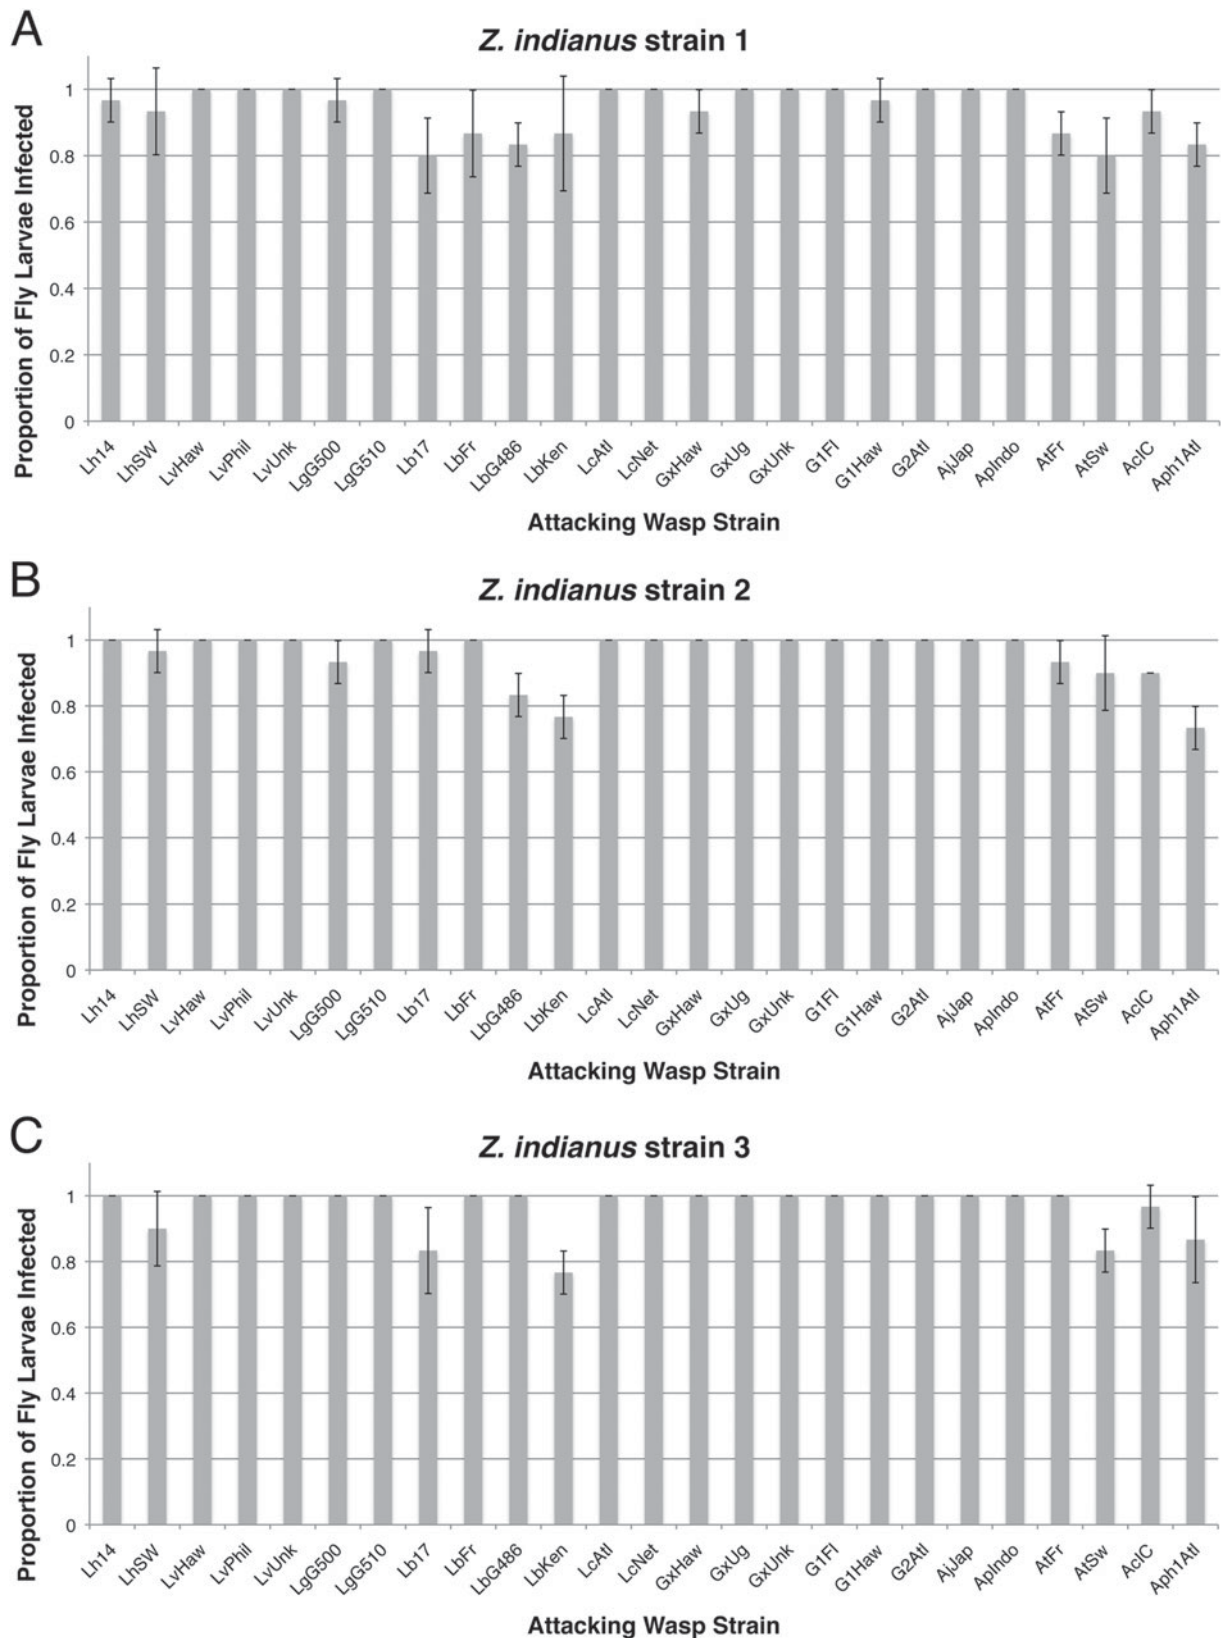 A
Z. indianus strain 1
Proportion of Fly Larvae Infected
1
0.8
0.6
0.4
0.2
0
Lh14 LhSW LvHaw LvPhil LvUnk LgG500 LgG510 Lb17 LbFr LbG486 LbKen LcAtl LcNet GxHaw GxUg GxUnk G1Fl G1Haw G2Atl AjJap ApIndo AtFr AtSw AcIC Aph1Atl
Attacking Wasp Strain
B
Z. indianus strain 2
Proportion of Fly Larvae Infected
1
0.8
0.6
0.4
0.2
0
Lh14 LhSW LvHaw LvPhil LvUnk LgG500 LgG510 Lb17 LbFr LbG486 LbKen LcAtl LcNet GxHaw GxUg GxUnk G1Fl G1Haw G2Atl AjJap ApIndo AtFr AtSw AcIC Aph1Atl
Attacking Wasp Strain
C
Z. indianus strain 3
Proportion of Fly Larvae Infected
1
0.8
0.6
0.4
0.2
0
Lh14 LhSW LvHaw LvPhil LvUnk LgG500 LgG510 Lb17 LbFr LbG486 LbKen LcAtl LcNet GxHaw GxUg GxUnk G1Fl G1Haw G2Atl AjJap ApIndo AtFr AtSw AcIC Aph1Atl
Attacking Wasp Strain